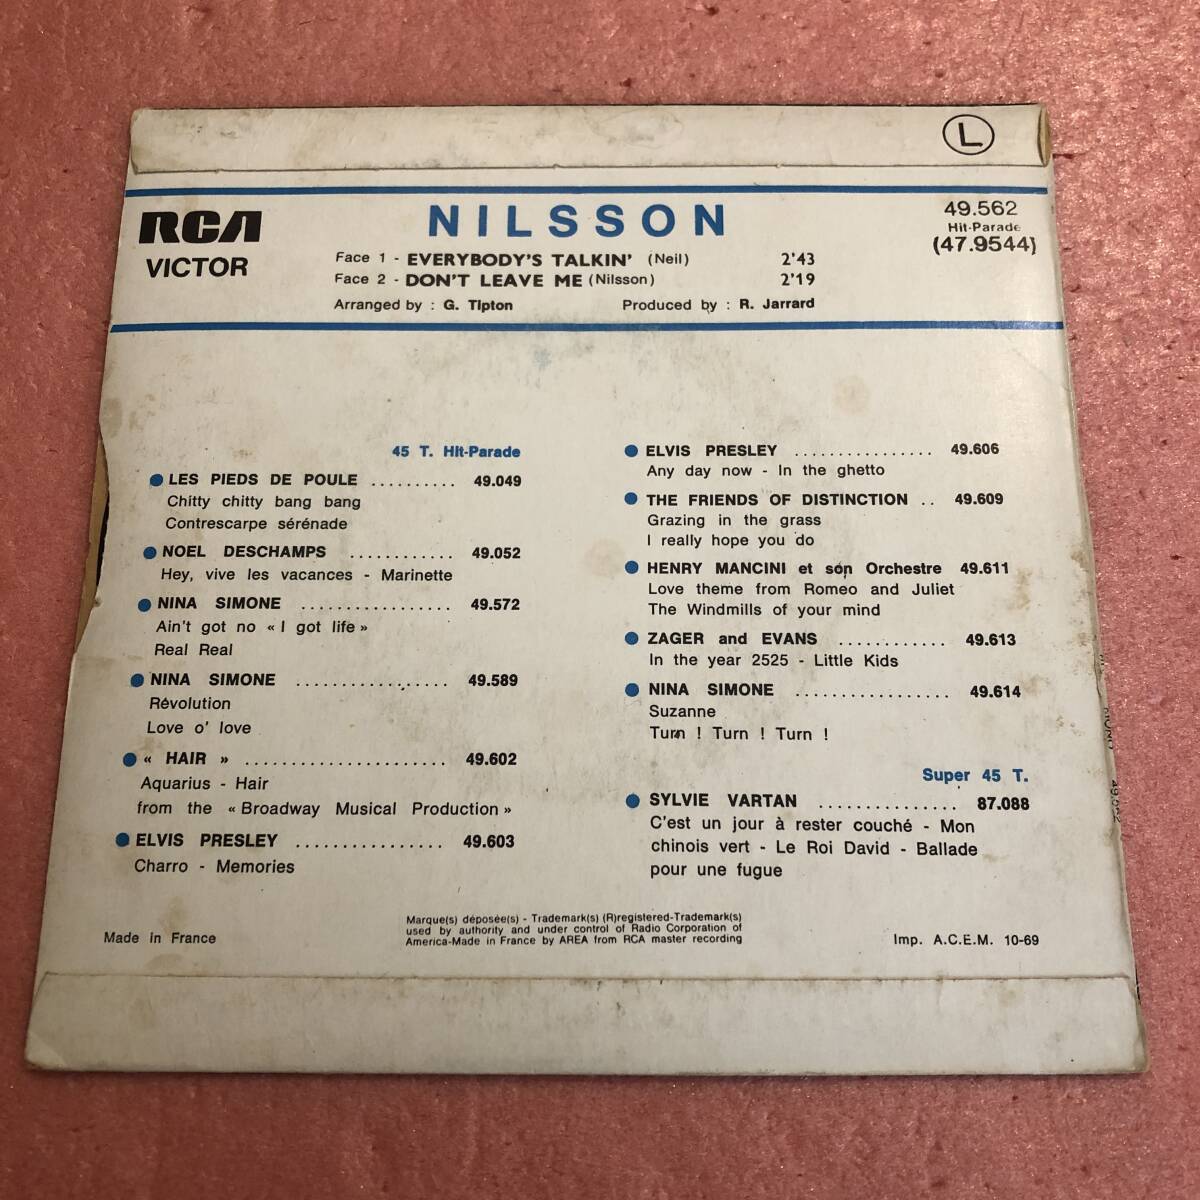 L
RCA
VICTOR
NILSSON
49.562
Hit-Parade
(47.9544)
Face 1 - EVERYBODY'S TALKIN' (Neil) 2'43
Face 2 - DON'T LEAVE ME (Nilsson) 2'19
Arranged by : G. Tipton Produced by : R. Jarrard
45 T. Hit-Parade
LES PIEDS DE POULE .......... 49.049
Chitty chitty bang bang
Contrescarpe sérénade
NOEL DESCHAMPS ............ 49.052
Hey, vive les vacances - Marinette
NINA SIMONE ................. 49.572
Ain't got no « I got life »
Real Real
NINA SIMONE ................. 49.589
Révolution
Love o' love
« HAIR » ...................... 49.602
Aquarius - Hair
from the « Broadway Musical Production »
ELVIS PRESLEY ................ 49.603
Charro - Memories
ELVIS PRESLEY ................ 49.606
Any day now - In the ghetto
THE FRIENDS OF DISTINCTION .. 49.609
Grazing in the grass
I really hope you do
HENRY MANCINI et son Orchestre 49.611
Love theme from Romeo and Juliet
The Windmills of your mind
ZAGER and EVANS ............ 49.613
In the year 2525 - Little Kids
NINA SIMONE ................. 49.614
Suzanne
Turn ! Turn ! Turn !
Super 45 T.
SYLVIE VARTAN ............... 87.088
C'est un jour à rester couché - Mon
chinois vert - Le Roi David - Ballade
pour une fugue
Made in France
Marque(s) déposée(s) - Trademark(s) (R)registered-Trademark(s)
used by authority and under control of Radio Corporation of
America-Made in France by AREA from RCA master recording
Imp. A.C.E.M. 10-69